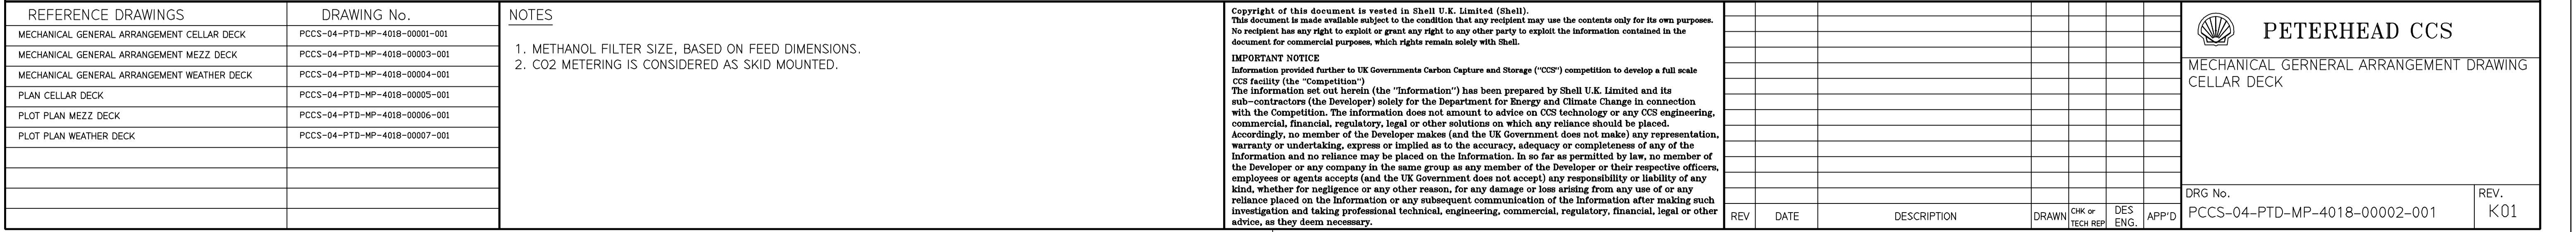 REFERENCE DRAWINGS DRAWING No.
MECHANICAL GENERAL ARRANGEMENT CELLAR DECK PCCS-04-PTD-MP-4018-00001-001
MECHANICAL GENERAL ARRANGEMENT MEZZ DECK PCCS-04-PTD-MP-4018-00003-001
MECHANICAL GENERAL ARRANGEMENT WEATHER DECK PCCS-04-PTD-MP-4018-00004-001
PLAN CELLAR DECK PCCS-04-PTD-MP-4018-00005-001
PLOT PLAN MEZZ DECK PCCS-04-PTD-MP-4018-00006-001
PLOT PLAN WEATHER DECK PCCS-04-PTD-MP-4018-00007-001
NOTES
1. METHANOL FILTER SIZE, BASED ON FEED DIMENSIONS.
2. CO2 METERING IS CONSIDERED AS SKID MOUNTED.
Copyright of this document is vested in Shell U.K. Limited (Shell).
This document is made available subject to the condition that any recipient may use the contents only for its own purposes.
No recipient has any right to exploit or grant any right to any other party to exploit the information contained in the
document for commercial purposes, which rights remain solely with Shell.
IMPORTANT NOTICE
Information provided further to UK Governments Carbon Capture and Storage ("CCS") competition to develop a full scale
CCS facility (the "Competition")
The information set out herein (the "Information") has been prepared by Shell U.K. Limited and its
sub-contractors (the Developer) solely for the Department for Energy and Climate Change in connection
with the Competition. The information does not amount to advice on CCS technology or any CCS engineering,
commercial, financial, regulatory, legal or other solutions on which any reliance should be placed.
Accordingly, no member of the Developer makes (and the UK Government does not make) any representation,
warranty or undertaking, express or implied as to the accuracy, adequacy or completeness of any of the
Information and no reliance may be placed on the Information. In so far as permitted by law, no member of
the Developer or any company in the same group as any member of the Developer or their respective officers,
employees or agents accepts (and the UK Government does not accept) any responsibility or liability of any
kind, whether for negligence or any other reason, for any damage or loss arising from any use of or any
reliance placed on the Information or any subsequent communication of the Information after making such
investigation and taking professional technical, engineering, commercial, regulatory, financial, legal or other
advice, as they deem necessary.
REV DATE DESCRIPTION DRAWN CHK or TECH REP DES ENG. APP'D
PETERHEAD CCS
MECHANICAL GERNERAL ARRANGEMENT DRAWING
CELLAR DECK
DRG No. REV.
PCCS-04-PTD-MP-4018-00002-001 K01